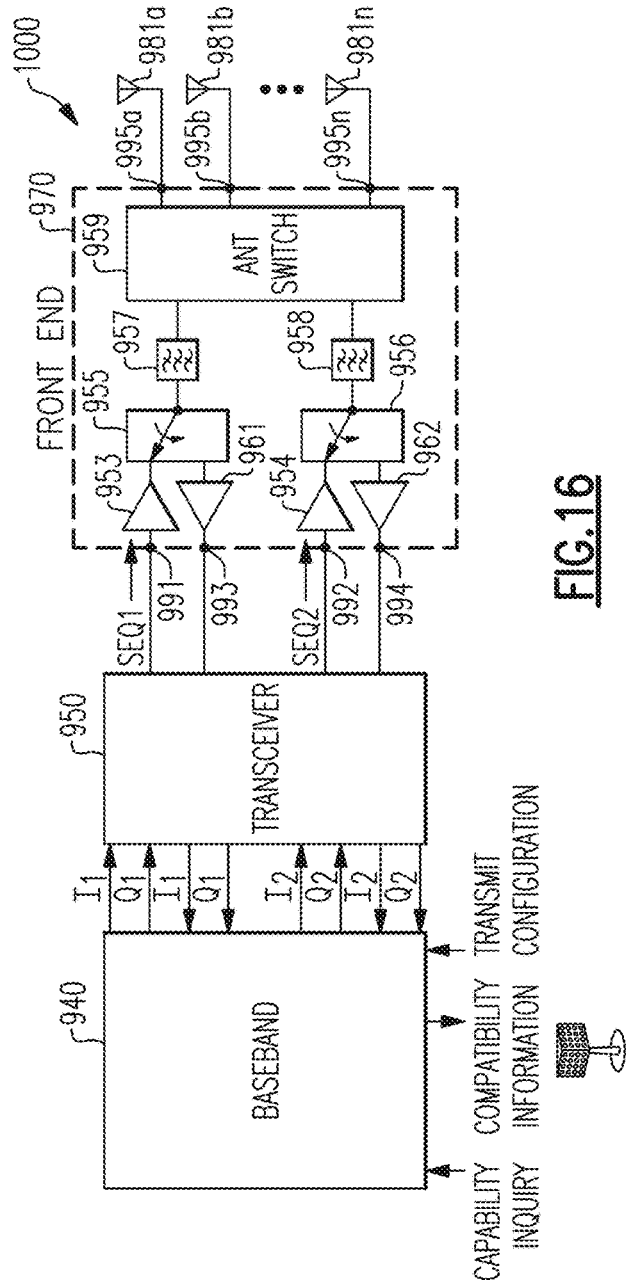 1000
FRONT END
970
940
950
953
955
957
959
995a
981a
995b
981b
995n
981n
BASEBAND
TRANSCEIVER
ANT
SWITCH
I1
Q1
I1
Q1
I2
Q2
I2
Q2
SEQ1
991
993
961
958
SEQ2
992
954
956
994
962
CAPABILITY
INQUIRY
COMPATIBILITY
INFORMATION
TRANSMIT
CONFIGURATION
FIG.16